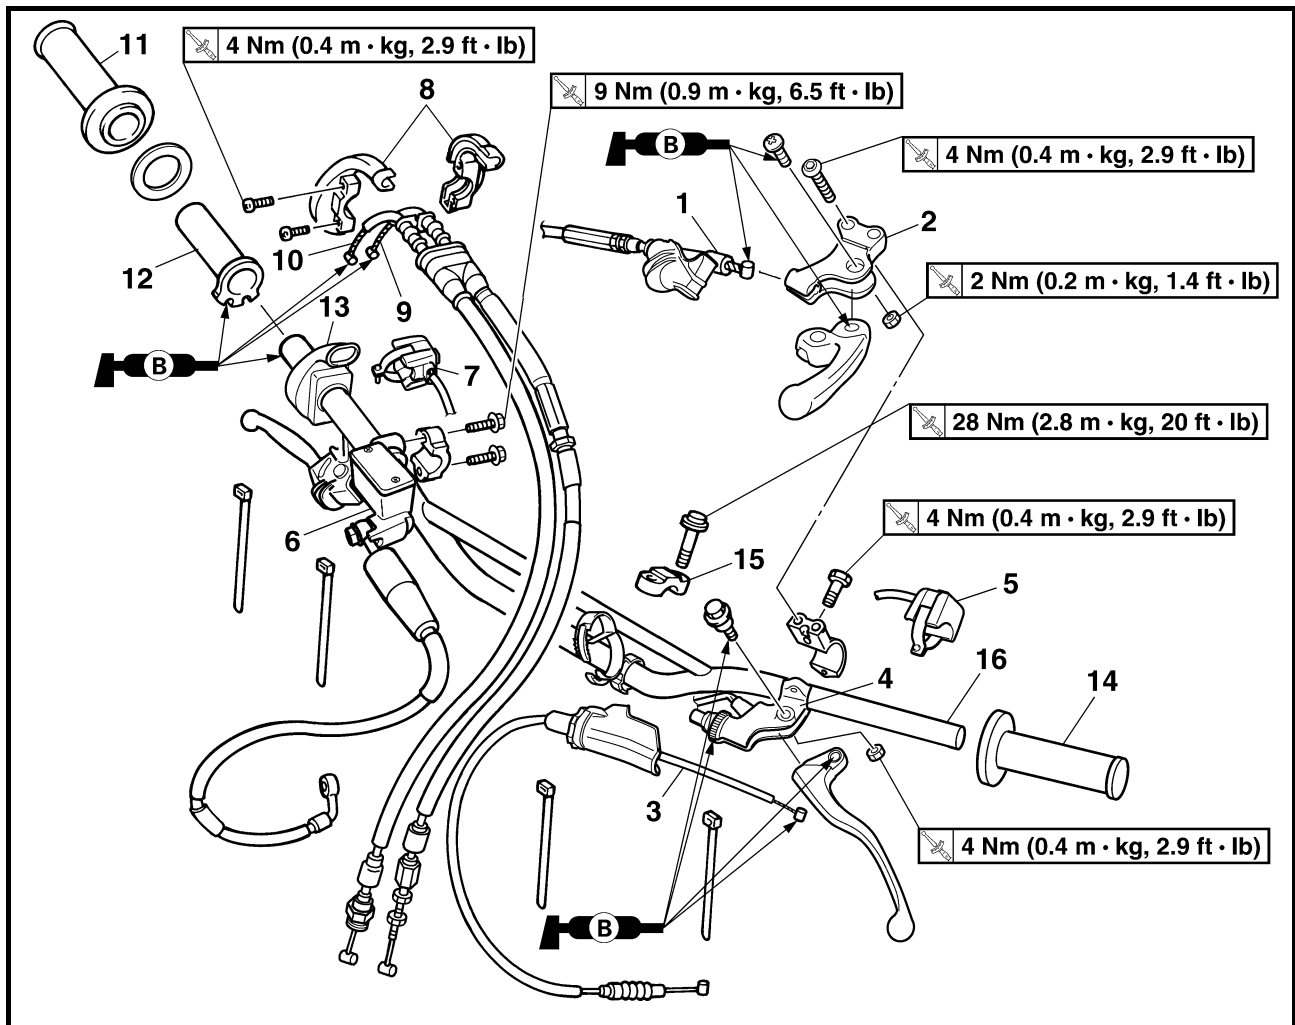 11
4 Nm (0.4 m · kg, 2.9 ft · lb)
8
9 Nm (0.9 m · kg, 6.5 ft · lb)
B
4 Nm (0.4 m · kg, 2.9 ft · lb)
1
2
10
12
2 Nm (0.2 m · kg, 1.4 ft · lb)
13
9
B
7
28 Nm (2.8 m · kg, 20 ft · lb)
4 Nm (0.4 m · kg, 2.9 ft · lb)
6
15
5
16
4
14
3
4 Nm (0.4 m · kg, 2.9 ft · lb)
B